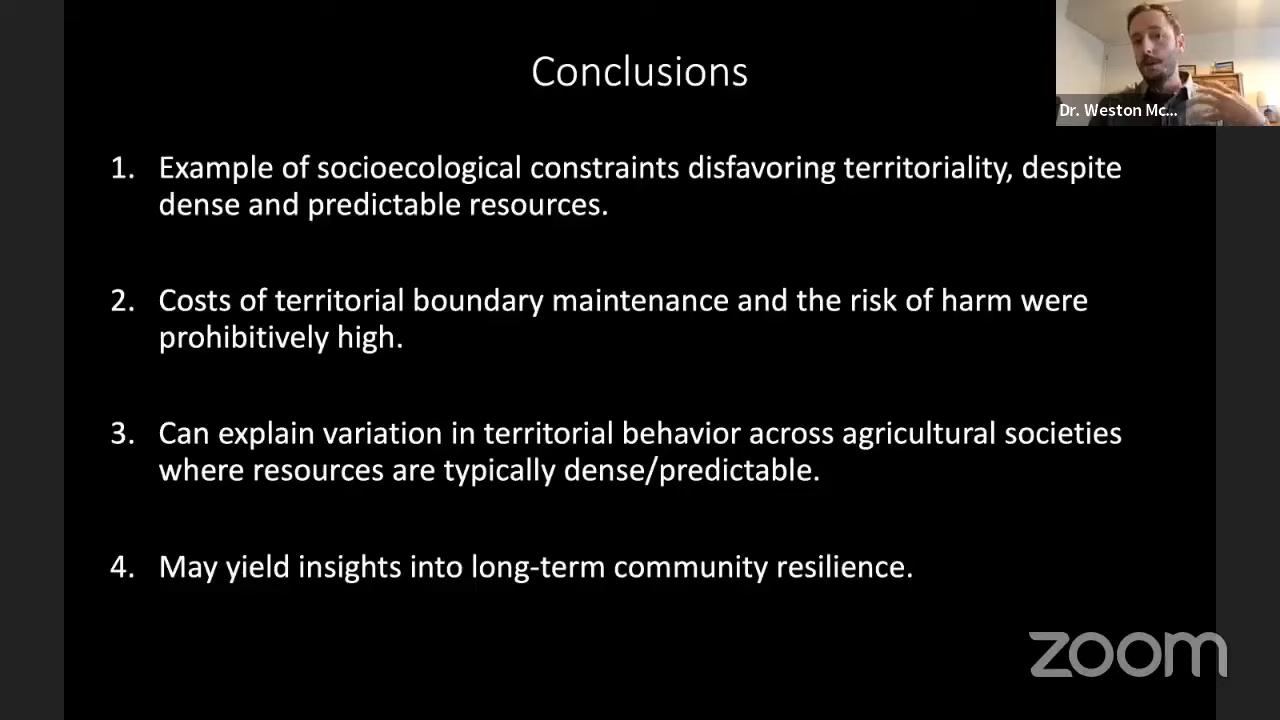 Conclusions
Dr. Weston Mc...
1. Example of socioecological constraints disfavoring territoriality, despite
dense and predictable resources.
2. Costs of territorial boundary maintenance and the risk of harm were
prohibitively high.
3. Can explain variation in territorial behavior across agricultural societies
where resources are typically dense/predictable.
4. May yield insights into long-term community resilience.
zoom